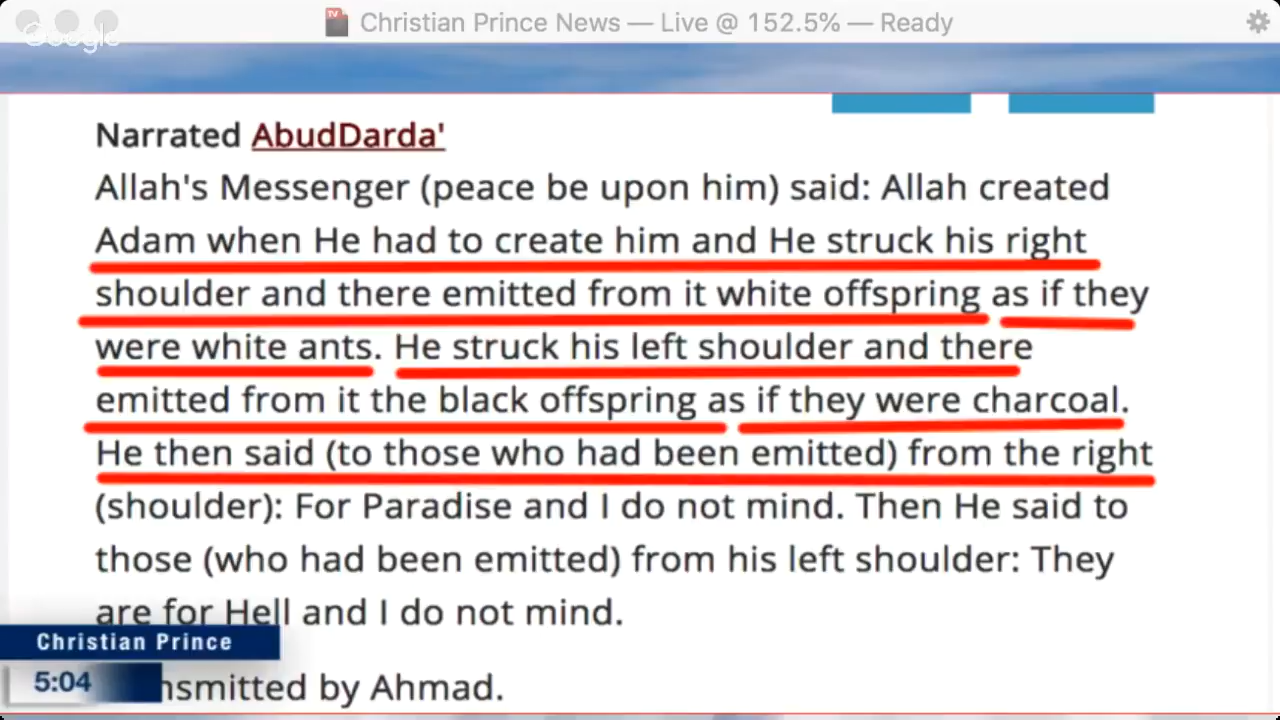 Christian Prince News — Live @ 152.5% — Ready
Google
Narrated AbudDarda'
Allah's Messenger (peace be upon him) said: Allah created
Adam when He had to create him and He struck his right
shoulder and there emitted from it white offspring as if they
were white ants. He struck his left shoulder and there
emitted from it the black offspring as if they were charcoal.
He then said (to those who had been emitted) from the right
(shoulder): For Paradise and I do not mind. Then He said to
those (who had been emitted) from his left shoulder: They
are for Hell and I do not mind.
Christian Prince
5:04
nsmitted by Ahmad.